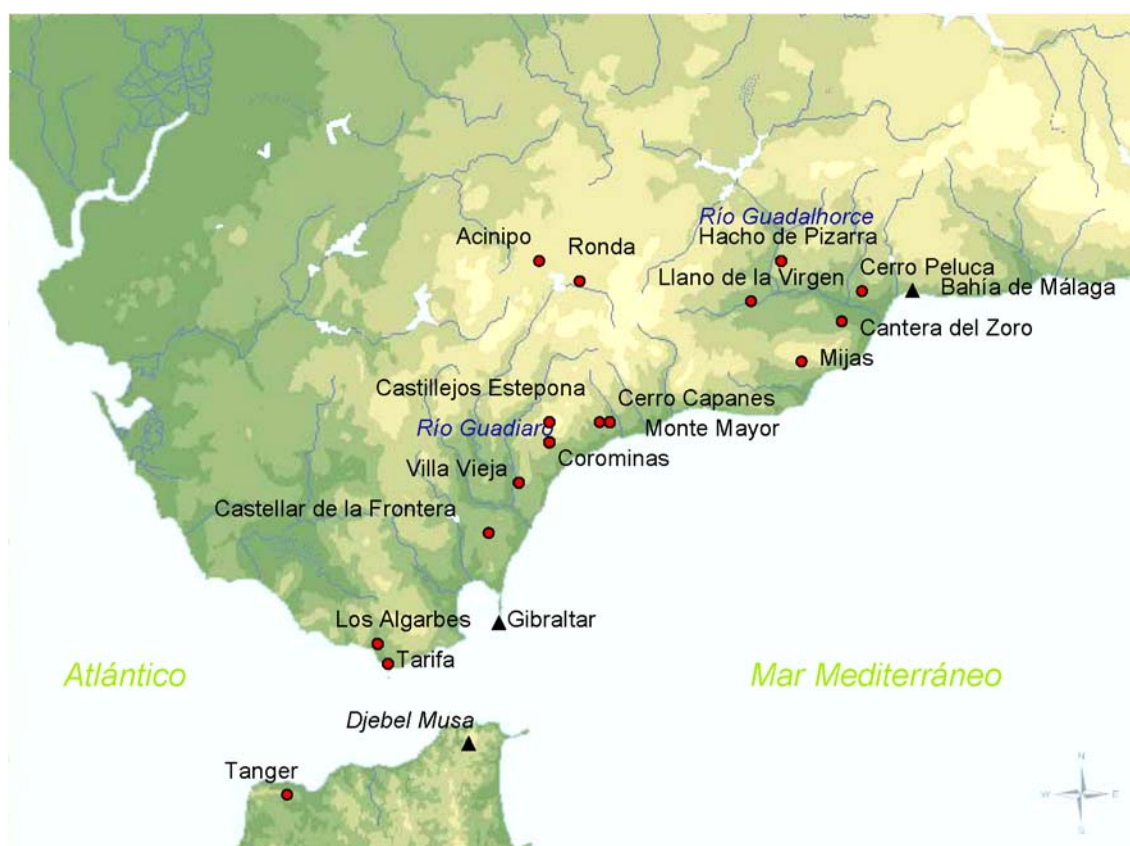 Río Guadalhorce
Acinipo
Ronda
Hacho de Pizarra
Llano de la Virgen
Cerro Peluca
Bahía de Málaga
Cantera del Zoro
Mijas
Castillejos Estepona
Cerro Capanes
Río Guadiaro
Monte Mayor
Corominas
Villa Vieja
Castellar de la Frontera
Los Algarbes
Gibraltar
Tarifa
Atlántico
Mar Mediterráneo
Djebel Musa
Tanger
N
W
E
S